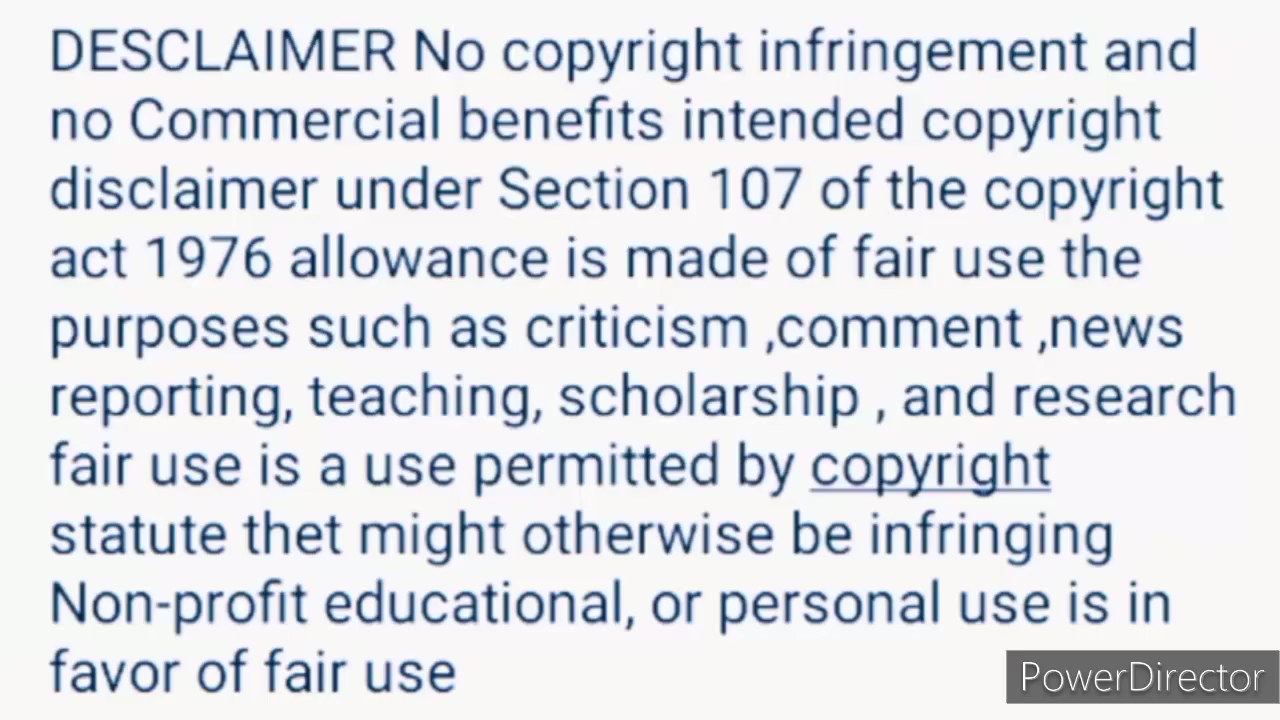 DESCLAIMER No copyright infringement and
no Commercial benefits intended copyright
disclaimer under Section 107 of the copyright
act 1976 allowance is made of fair use the
purposes such as criticism ,comment ,news
reporting, teaching, scholarship , and research
fair use is a use permitted by copyright
statute thet might otherwise be infringing
Non-profit educational, or personal use is in
favor of fair use
PowerDirector